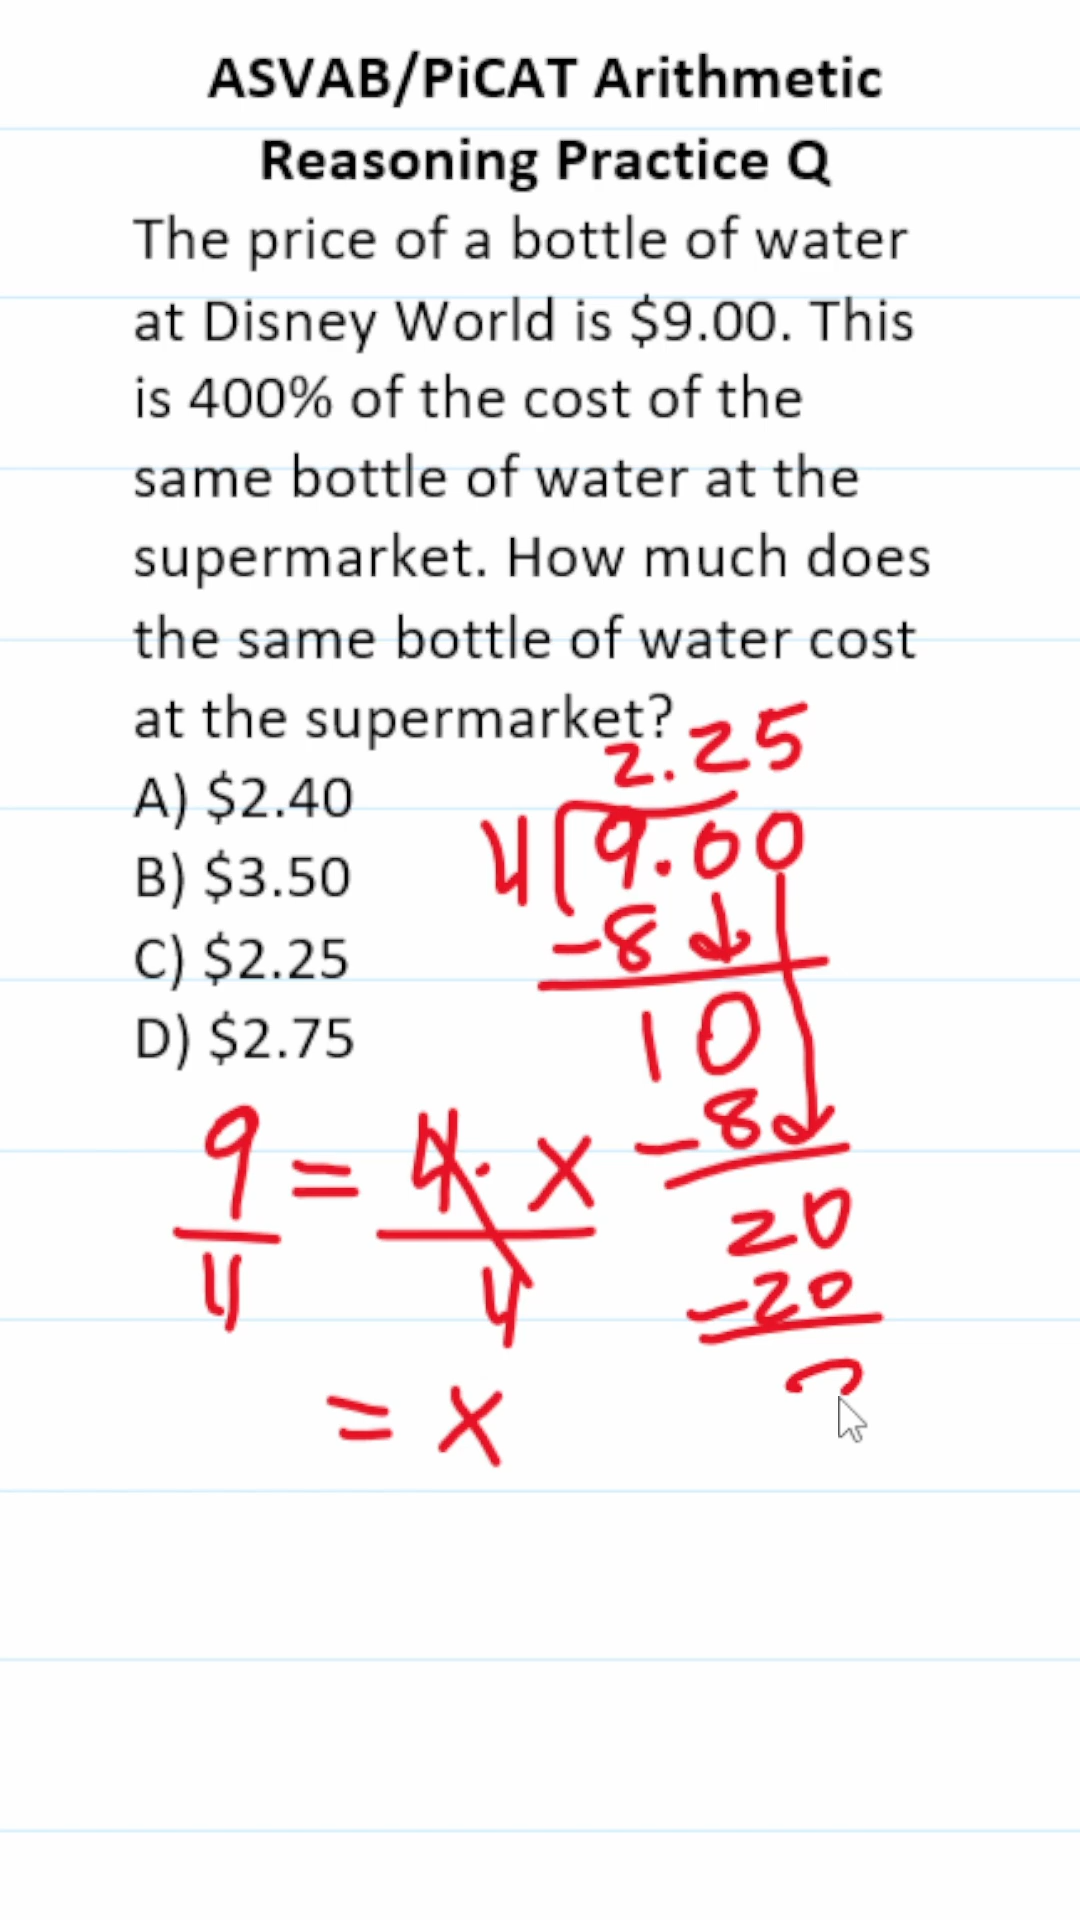 ASVAB/PiCAT Arithmetic
Reasoning Practice Q
The price of a bottle of water
at Disney World is $9.00. This
is 400% of the cost of the
same bottle of water at the
supermarket. How much does
the same bottle of water cost
at the supermarket?
2.25
A) $2.40
4 9.00
B) $3.50
-8
C) $2.25
10
D) $2.75
-8
9 = 4 · x
4 4
20
-20
= x